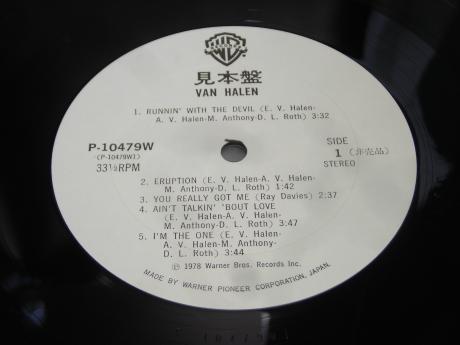 見本盤
VAN HALEN
1. RUNNIN' WITH THE DEVIL (E. V. Halen-
A. V. Halen-M. Anthony-D. L. Roth) 3:32
P-10479W
(P-10479W1)
33⅓RPM
SIDE
1 (非売品)
STEREO
2. ERUPTION (E. V. Halen-A. V. Halen-
M. Anthony-D. L. Roth) 1:42
3. YOU REALLY GOT ME (Ray Davies) 2:37
4. AIN'T TALKIN' 'BOUT LOVE
(E. V. Halen-A. V. Halen-
M. Anthony-D. L. Roth) 3:47
5. I'M THE ONE (E. V. Halen-
A. V. Halen-M. Anthony-
D. L. Roth) 3:44
Ⓟ 1978 Warner Bros. Records Inc.
MADE BY WARNER PIONEER CORPORATION, JAPAN.